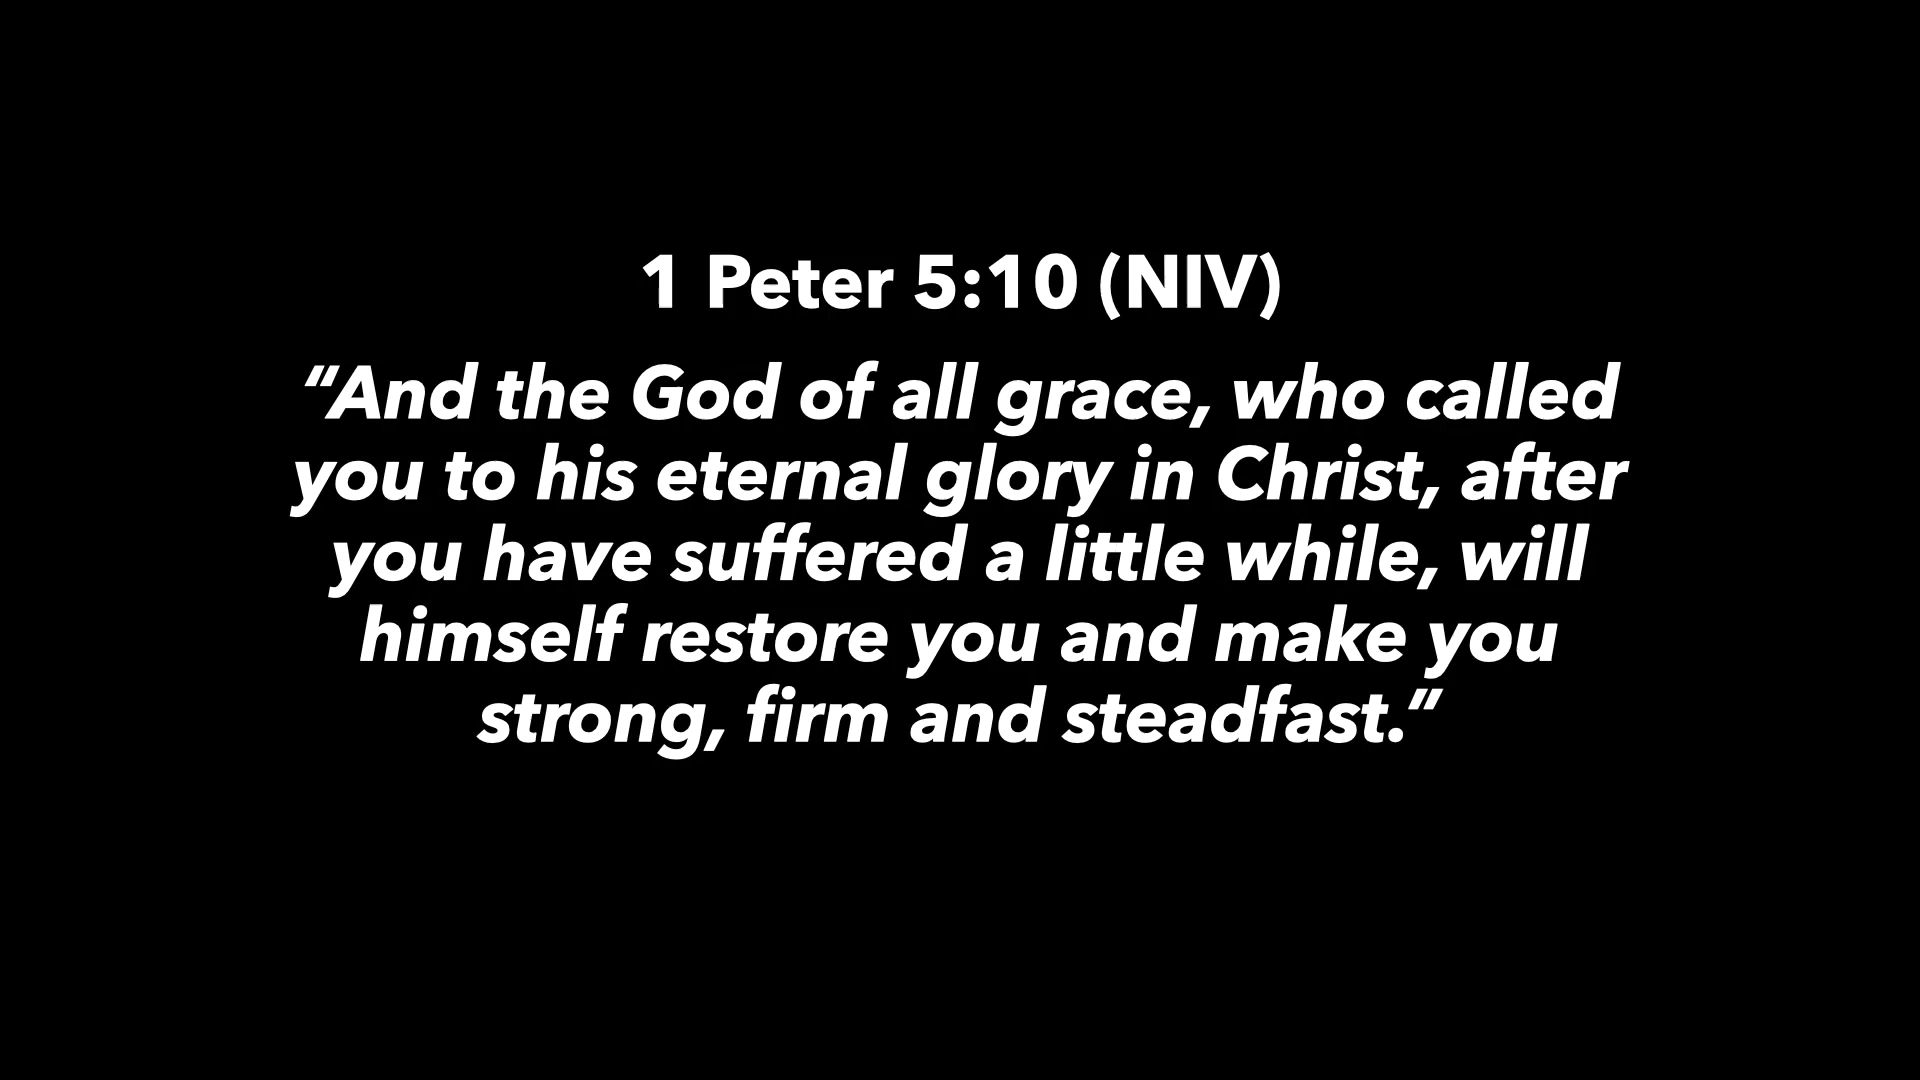 1 Peter 5:10 (NIV)
“And the God of all grace, who called
you to his eternal glory in Christ, after
you have suffered a little while, will
himself restore you and make you
strong, firm and steadfast.”